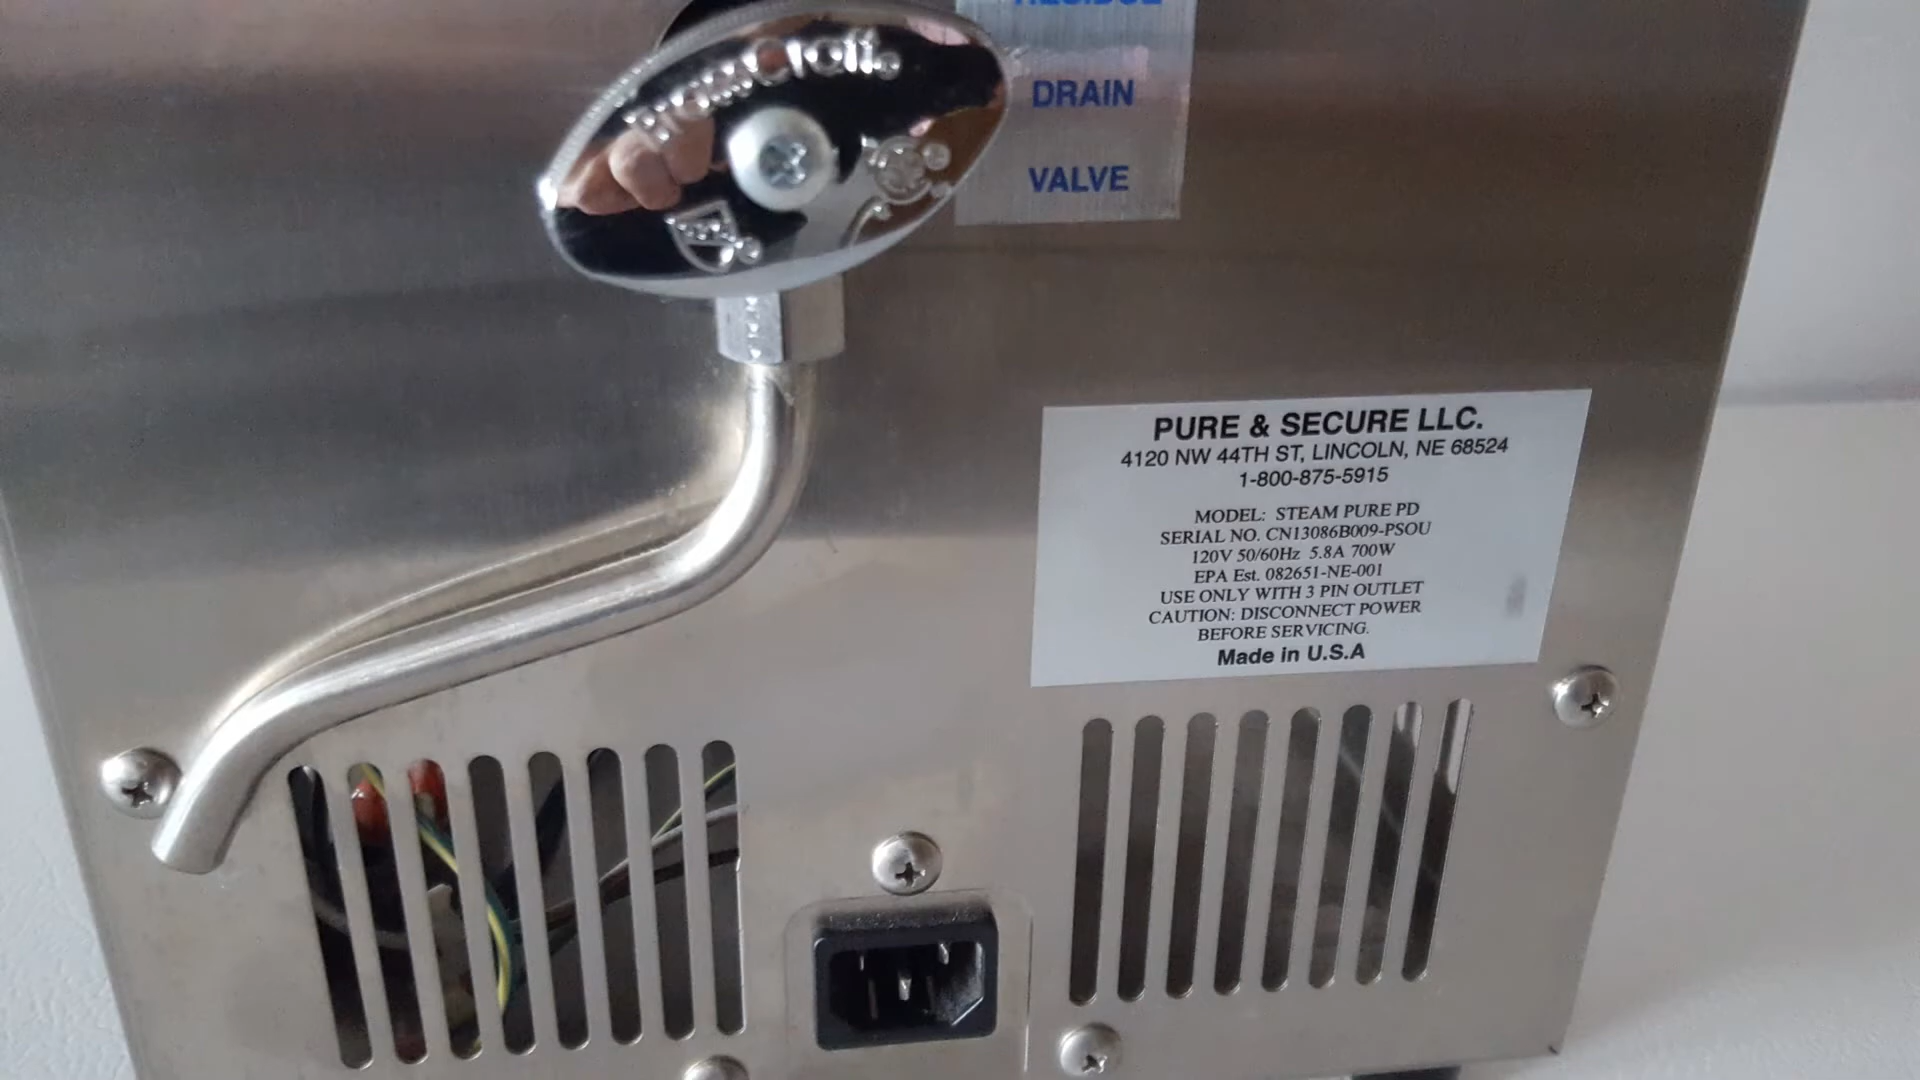 DRAIN
VALVE
PURE & SECURE LLC.
4120 NW 44TH ST, LINCOLN, NE 68524
1-800-875-5915
MODEL: STEAM PURE PD
SERIAL NO. CN13086B009-PSOU
120V 50/60Hz 5.8A 700W
EPA Est. 082651-NE-001
USE ONLY WITH 3 PIN OUTLET
CAUTION: DISCONNECT POWER
BEFORE SERVICING.
Made in U.S.A